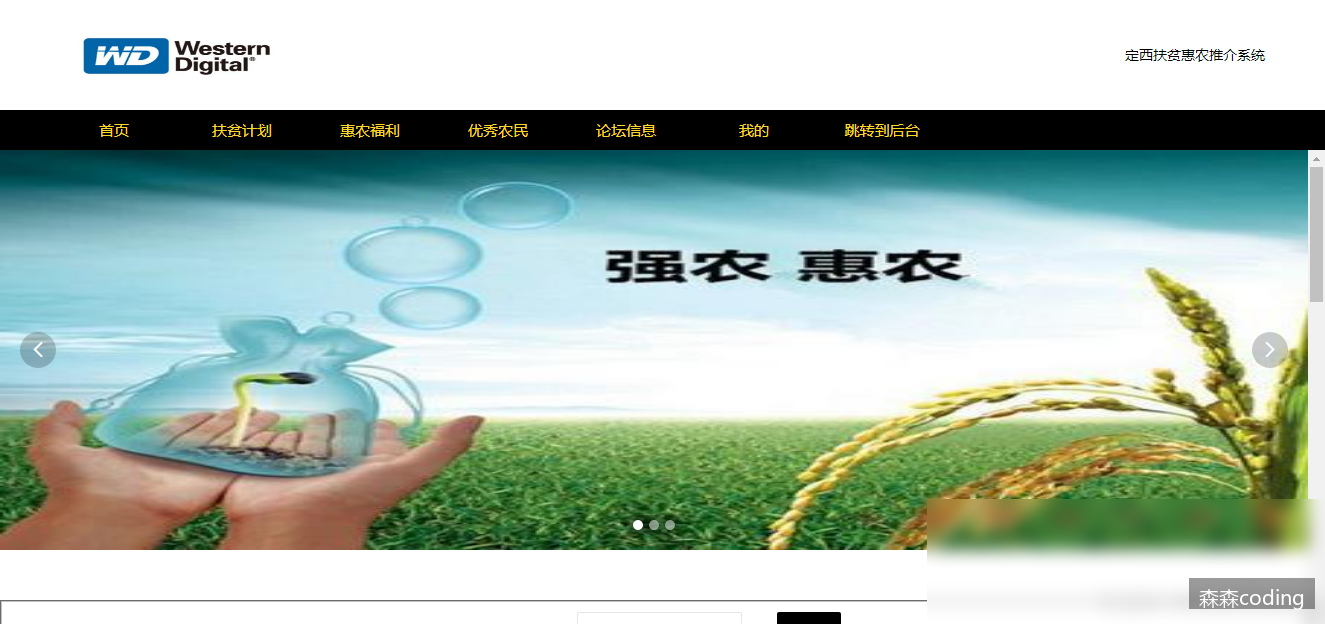 WD Western Digital®
定西扶贫惠农推介系统
首页 扶贫计划 惠农福利 优秀农民 论坛信息 我的 跳转到后台
强农 惠农
森森coding